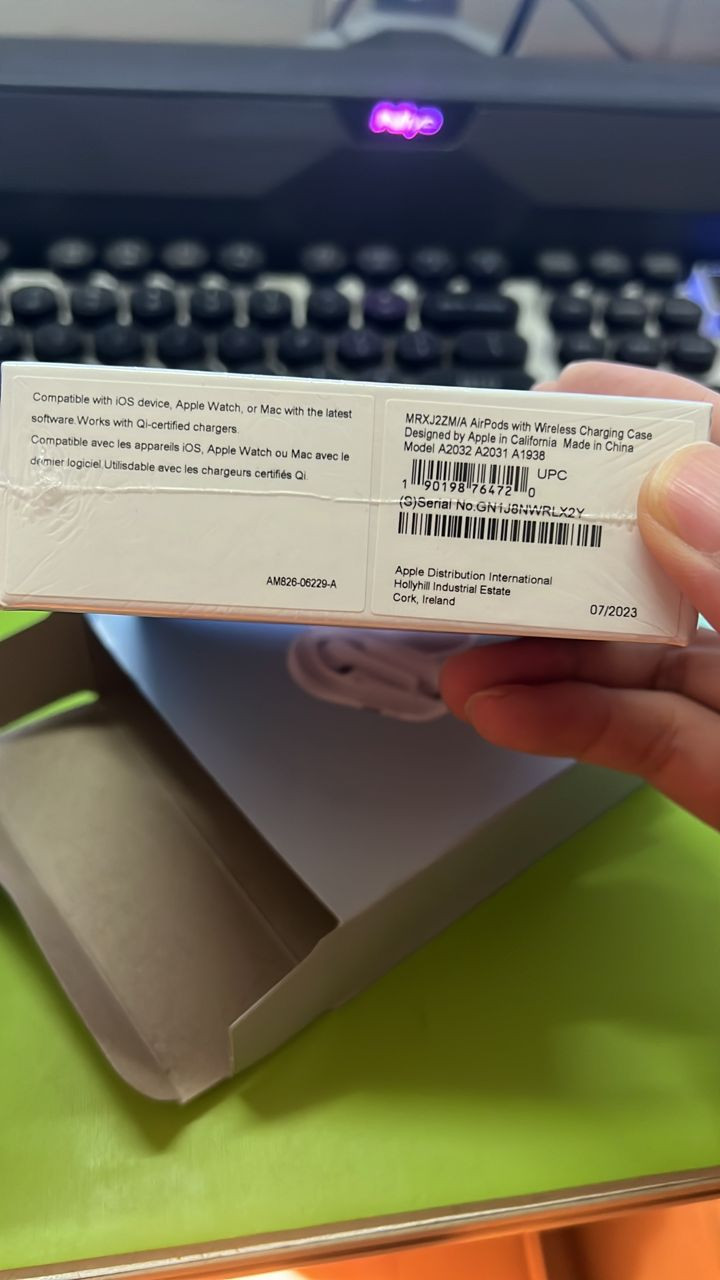 Compatible with iOS device, Apple Watch, or Mac with the latest
software.Works with Qi-certified chargers.
Compatible avec les appareils iOS, Apple Watch ou Mac avec le
dernier logiciel.Utilisdable avec les chargeurs certifiés Qi.
AM826-06229-A
MRXJ2ZM/A AirPods with Wireless Charging Case
Designed by Apple in California Made in China
Model A2032 A2031 A1938
UPC
1 90198 76472 0
(S)Serial No.GN1J8NWRLX2Y
Apple Distribution International
Hollyhill Industrial Estate
Cork, Ireland
07/2023